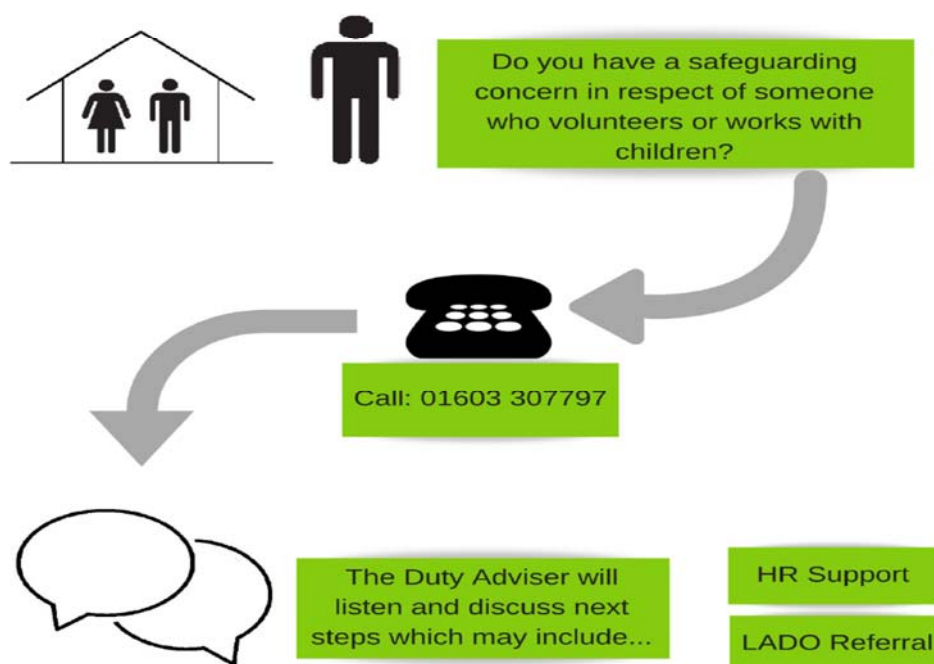 Do you have a safeguarding
concern in respect of someone
who volunteers or works with
children?
Call: 01603 307797
The Duty Adviser will
listen and discuss next
steps which may include...
HR Support
LADO Referral